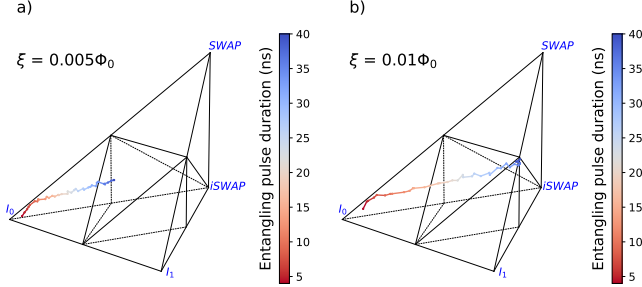 a)
ξ = 0.005Φ₀
SWAP
iSWAP
I₀
I₁
40
35
30
25
20
15
10
5
Entangling pulse duration (ns)
b)
ξ = 0.01Φ₀
SWAP
iSWAP
I₀
I₁
40
35
30
25
20
15
10
5
Entangling pulse duration (ns)